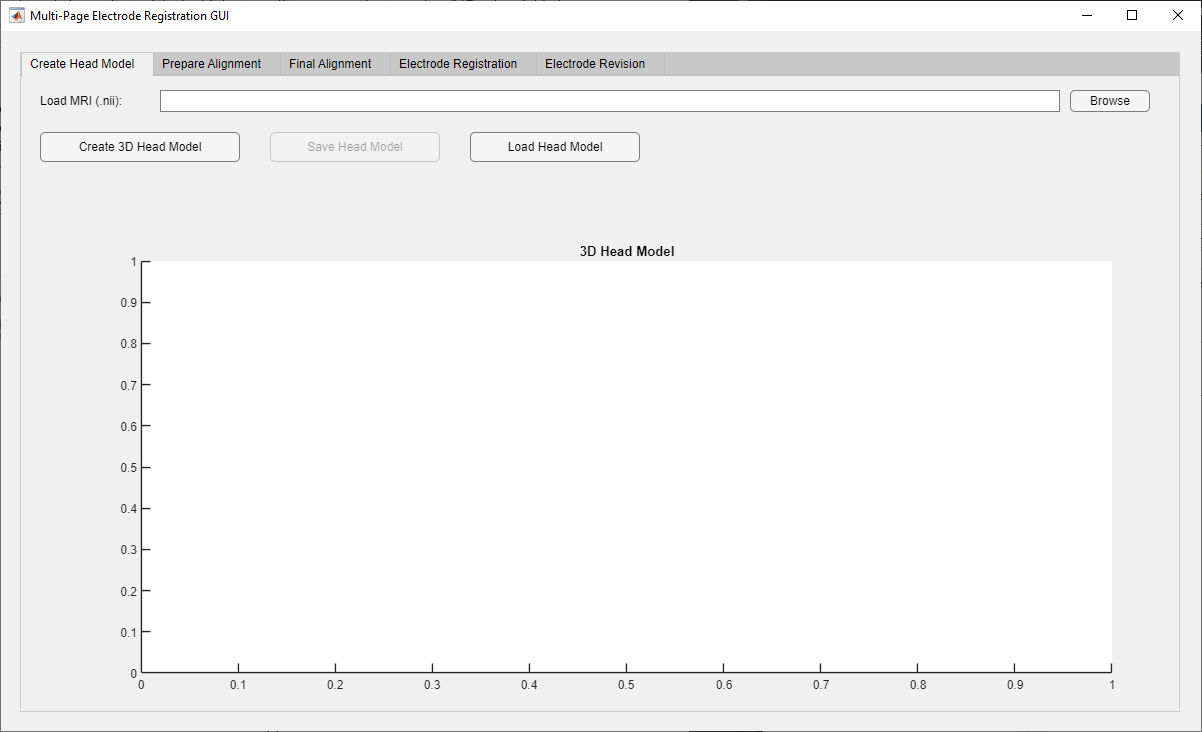 Multi-Page Electrode Registration GUI
Create Head Model Prepare Alignment Final Alignment Electrode Registration Electrode Revision
Load MRI (.nii): Browse
Create 3D Head Model Save Head Model Load Head Model
3D Head Model
1
0.9
0.8
0.7
0.6
0.5
0.4
0.3
0.2
0.1
0
0 0.1 0.2 0.3 0.4 0.5 0.6 0.7 0.8 0.9 1